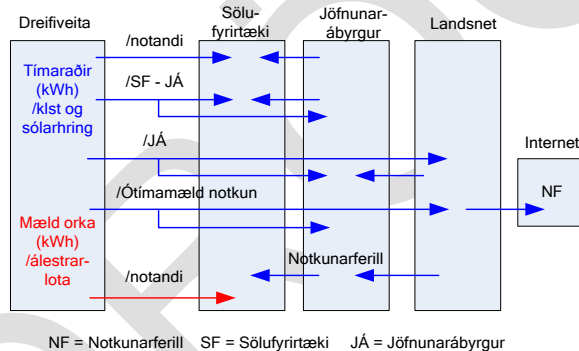 Dreifiveita
Sölu-
fyrirtæki
Jöfnunar-
ábyrgur
Landsnet
/notandi
Tímaraðir
(kWh)
/klst og
sólarhring
/SF - JÁ
/JÁ
Internet
/Ótímamæld notkun
NF
Mæld orka
(kWh)
/álestrar-
lota
Notkunarferill
/notandi
NF = Notkunarferill SF = Sölufyrirtæki JÁ = Jöfnunarábyrgur